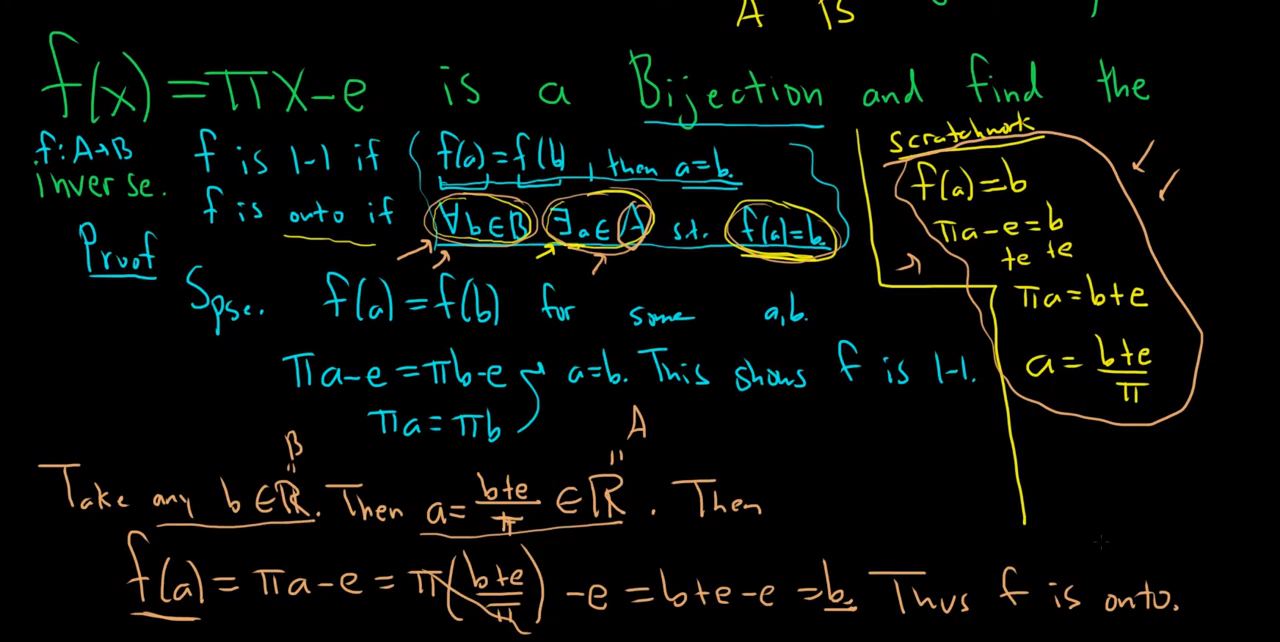 A is
f(x) = πx - e is a Bijection and find the
inverse.
f: A→B
f is 1-1 if f(a) = f(b), then a = b.
f is onto if ∀b∈B ∃a∈A s.t. f(a) = b.
Scratchwork
f(a) = b
πa - e = b
+e +e
πa = b + e
a = b+e/π
Proof
Spse. f(a) = f(b) for some a, b.
πa - e = πb - e
πa = πb
a = b. This shows f is 1-1.
B A
= =
Take any b ∈ ℝ. Then a = b+e/π ∈ ℝ. Then
f(a) = πa - e = π(b+e/π) - e = b + e - e = b. Thus f is onto.